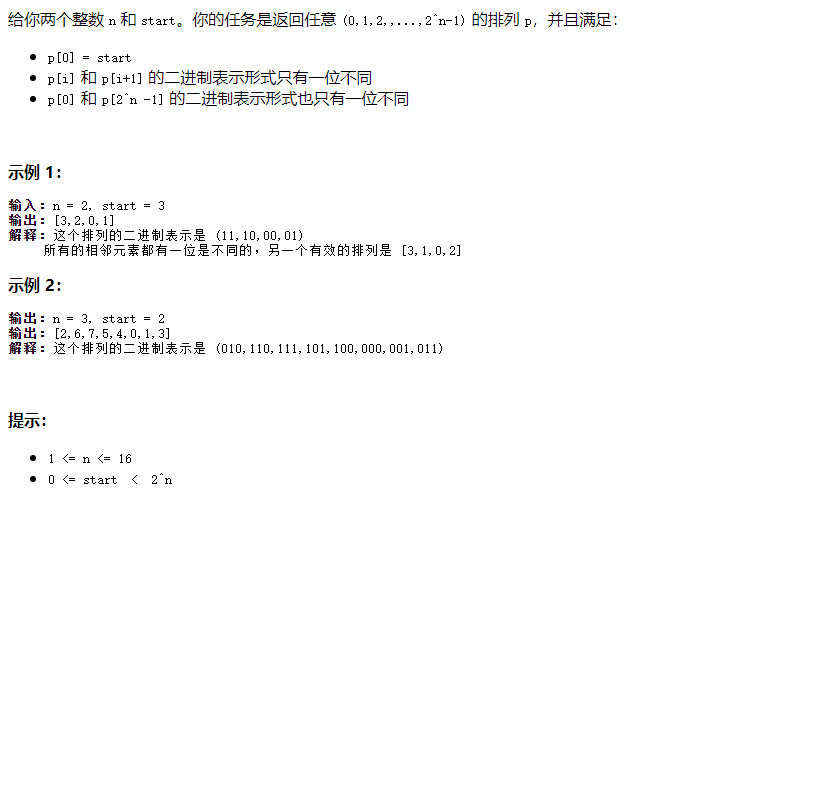 给你两个整数 n 和 start。你的任务是返回任意 (0,1,2,,...,2^n-1) 的排列 p，并且满足：
p[0] = start
p[i] 和 p[i+1] 的二进制表示形式只有一位不同
p[0] 和 p[2^n -1] 的二进制表示形式也只有一位不同
示例 1：
输入：n = 2, start = 3
输出：[3,2,0,1]
解释：这个排列的二进制表示是 (11,10,00,01)
所有的相邻元素都有一位是不同的，另一个有效的排列是 [3,1,0,2]
示例 2：
输出：n = 3, start = 2
输出：[2,6,7,5,4,0,1,3]
解释：这个排列的二进制表示是 (010,110,111,101,100,000,001,011)
提示：
1 <= n <= 16
0 <= start < 2^n